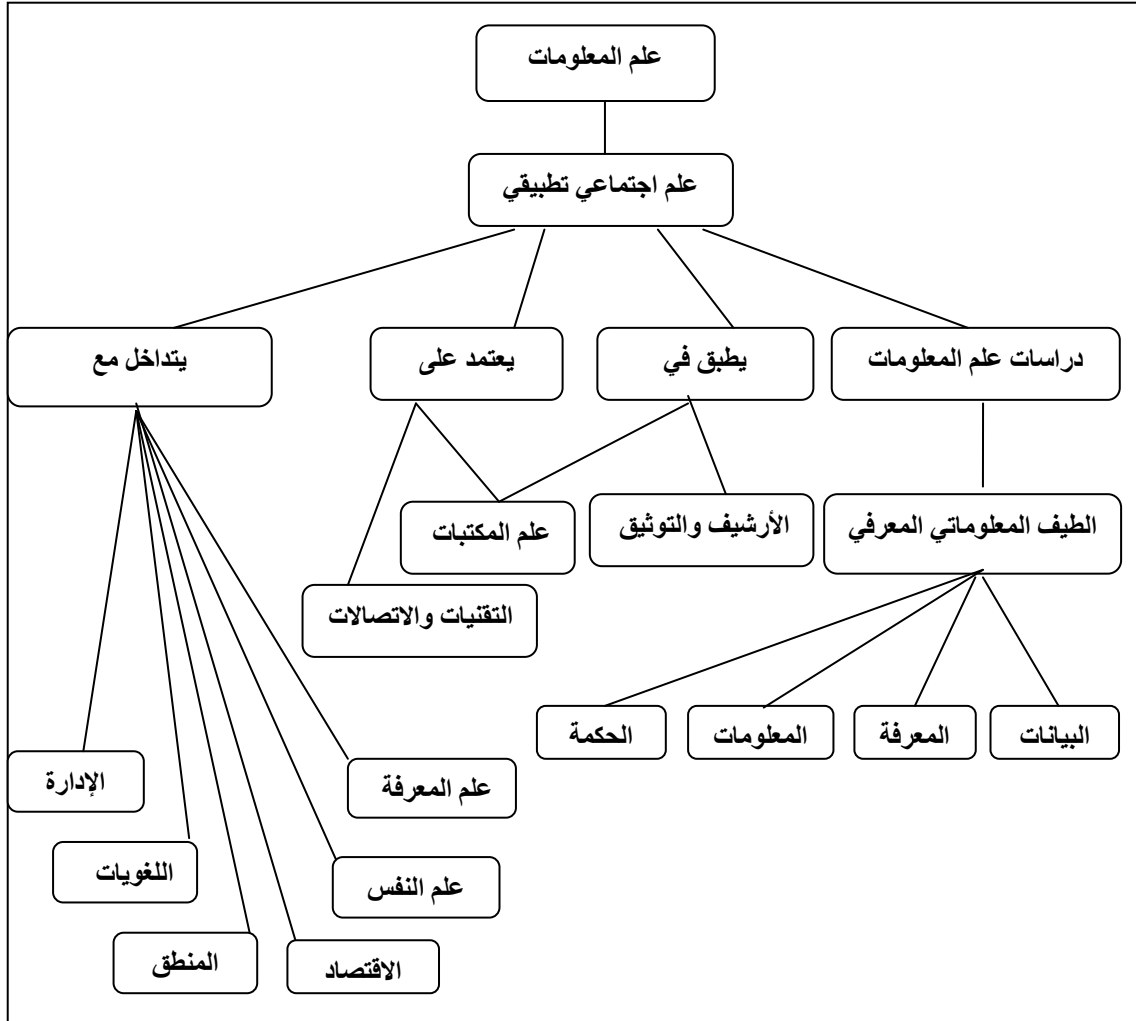 علم المعلومات
علم اجتماعي تطبيقي
دراسات علم المعلومات
يطبق في
يعتمد على
يتداخل مع
الطيف المعلوماتي المعرفي
الأرشيف والتوثيق
علم المكتبات
التقنيات والاتصالات
البيانات
المعرفة
المعلومات
الحكمة
علم المعرفة
الإدارة
علم النفس
اللغويات
الاقتصاد
المنطق